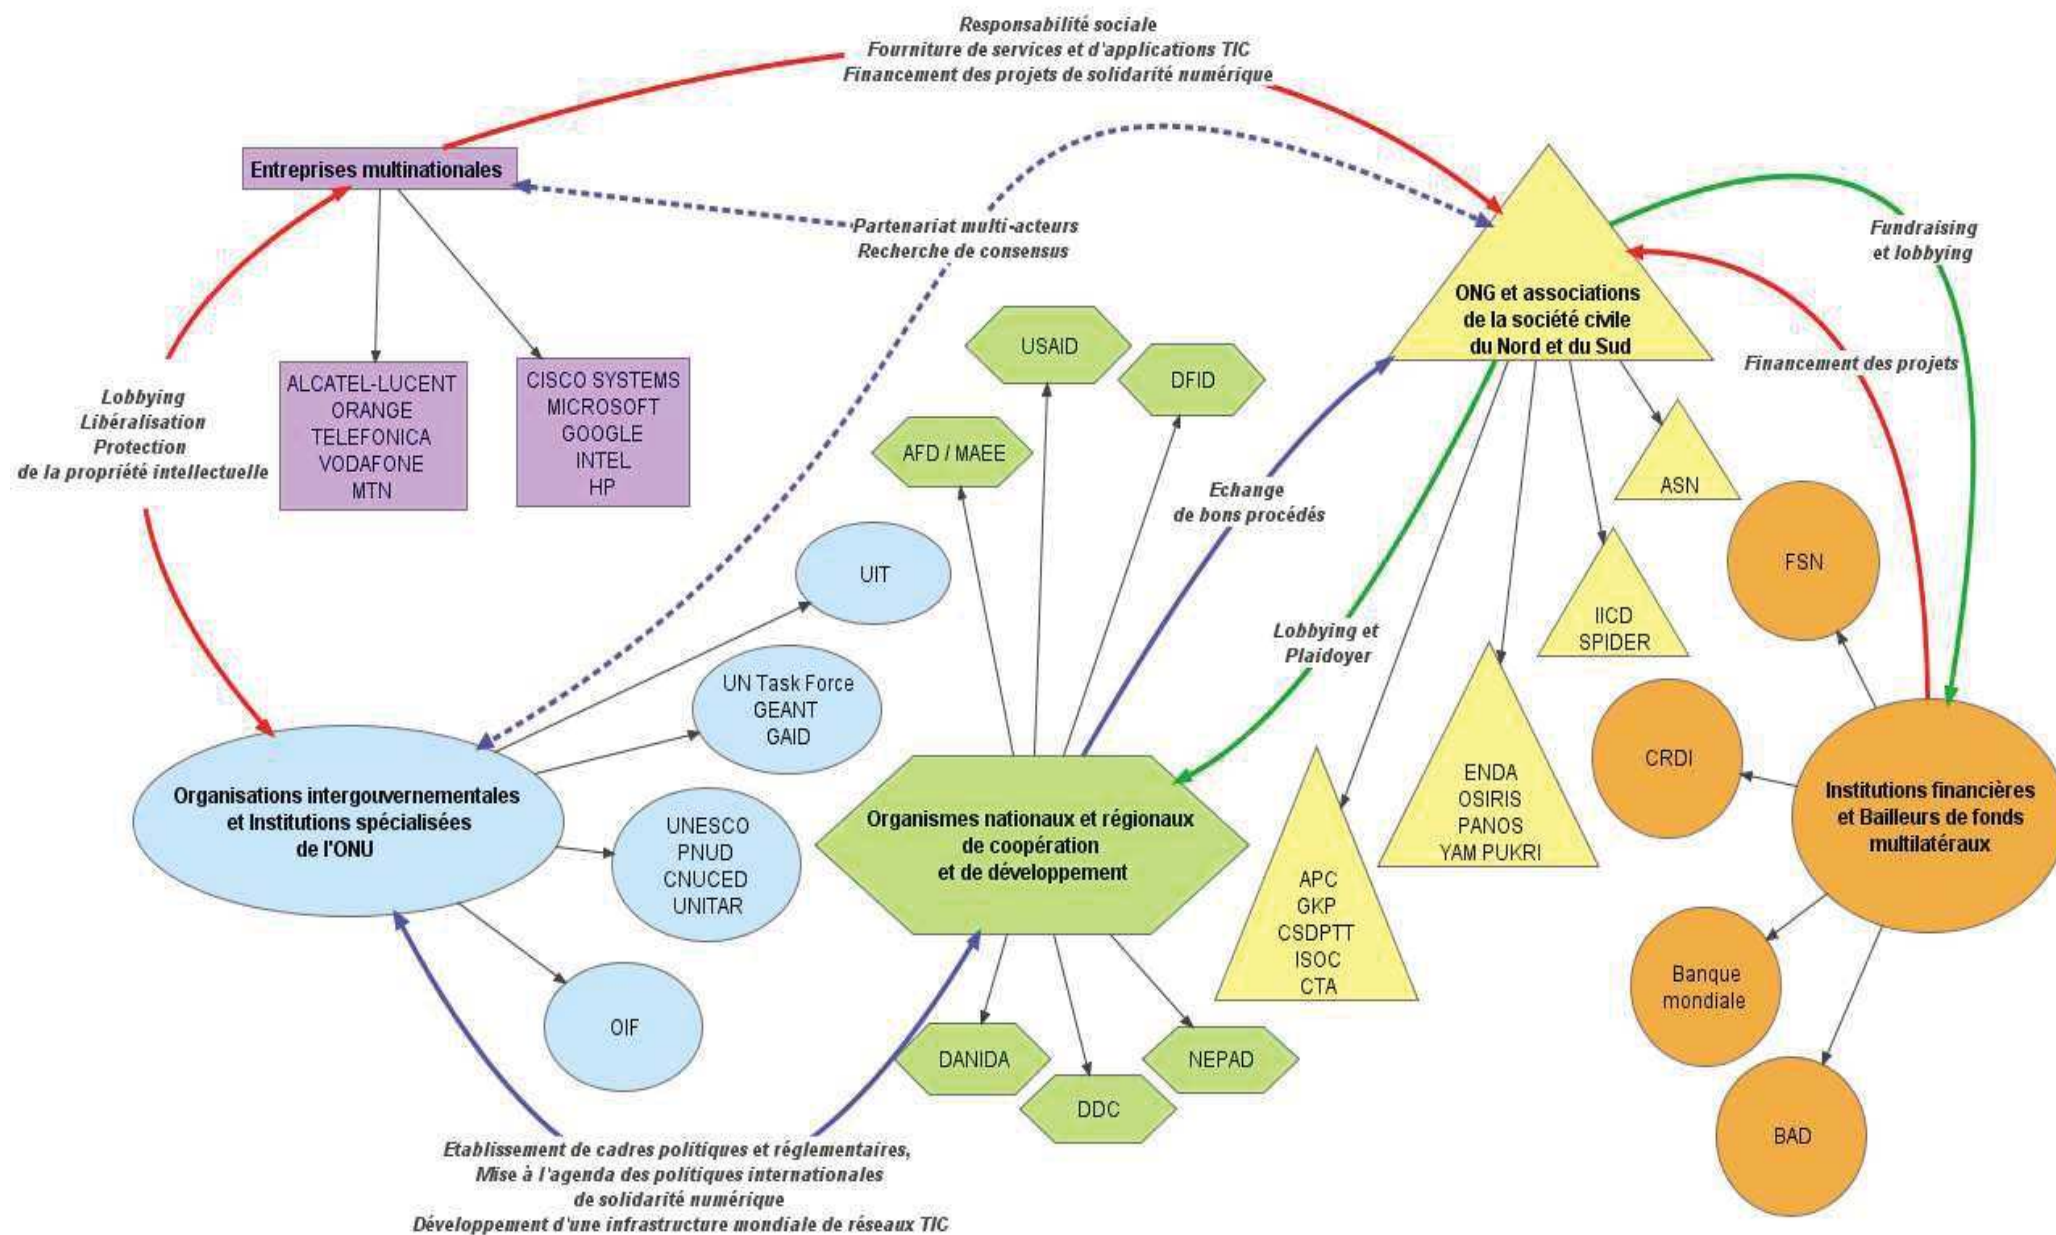 Responsabilité sociale
Fourniture de services et d'applications TIC
Financement des projets de solidarité numérique
Entreprises multinationales
Partenariat multi-acteurs
Recherche de consensus
Fundraising
et lobbying
ONG et associations
de la société civile
du Nord et du Sud
Financement des projets
Lobbying
Libéralisation
Protection
de la propriété intellectuelle
ALCATEL-LUCENT
ORANGE
TELEFONICA
VODAFONE
MTN
CISCO SYSTEMS
MICROSOFT
GOOGLE
INTEL
HP
USAID
DFID
AFD / MAEE
Echange
de bons procédés
ASN
FSN
UIT
IICD
SPIDER
Lobbying et
Plaidoyer
UN Task Force
GEANT
GAID
CRDI
Organisations intergouvernementales
et Institutions spécialisées
de l'ONU
UNESCO
PNUD
CNUCED
UNITAR
Organismes nationaux et régionaux
de coopération
et de développement
ENDA
OSIRIS
PANOS
YAM PUKRI
Institutions financières
et Bailleurs de fonds
multilatéraux
APC
GKP
CSDPTT
ISOC
CTA
Banque
mondiale
OIF
DANIDA
NEPAD
DDC
BAD
Etablissement de cadres politiques et réglementaires,
Mise à l'agenda des politiques internationales
de solidarité numérique
Développement d'une infrastructure mondiale de réseaux TIC